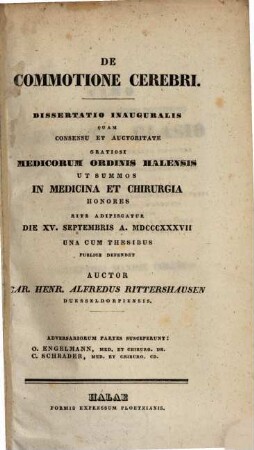 DE
COMMOTIONE CEREBRI.
DISSERTATIO INAUGURALIS
QUAM
CONSENSU ET AUCTORITATE
GRATIOSI
MEDICORUM ORDINIS HALENSIS
UT SUMMOS
IN MEDICINA ET CHIRURGIA
HONORES
RITE ADIPISCATUR
DIE XV. SEPTEMBRIS A. MDCCCXXXVII
UNA CUM THESIBUS
PUBLICE DEFENDET
AUCTOR
CAR. HENR. ALFREDUS RITTERSHAUSEN
DUESSELDORPIENSIS.
ADVERSARIORUM PARTES SUSCEPERUNT:
O. ENGELMANN, MED. ET CHIRURG. DR.
C. SCHRADER, MED. ET CHIRURG. CD.
HALAE
FORMIS EXPRESSUM PLOETZIANIS.